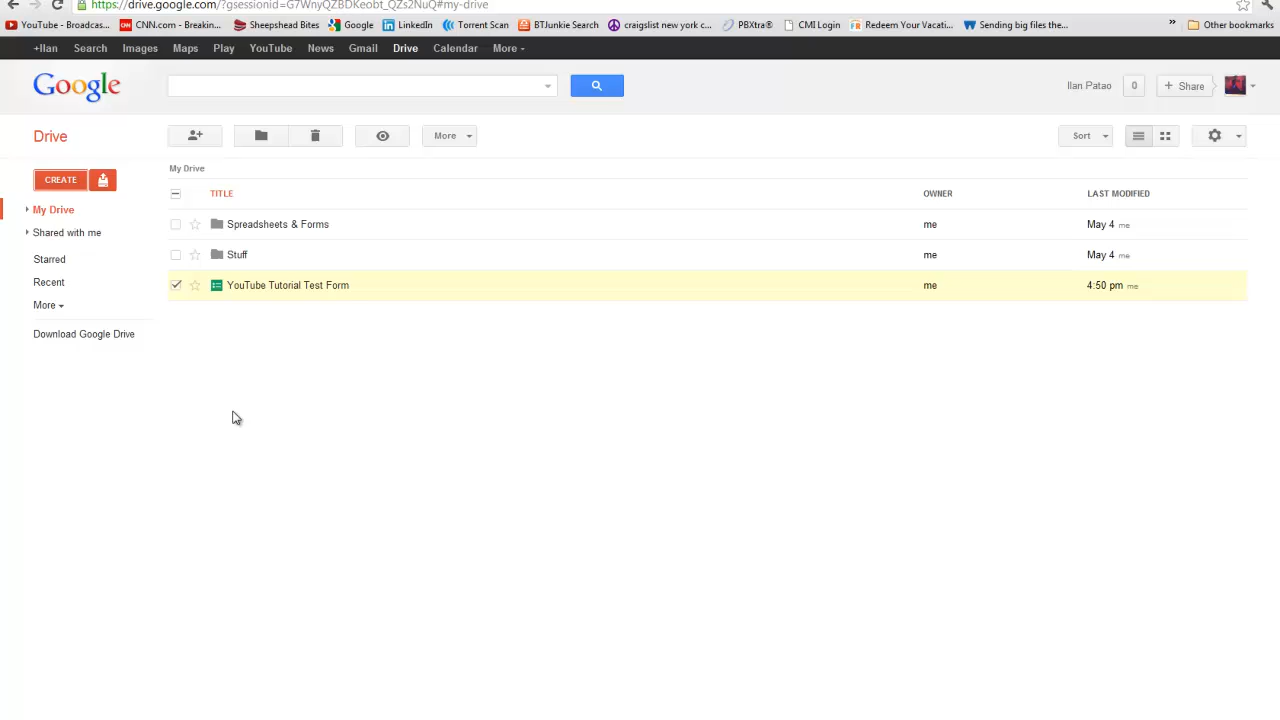 https://drive.google.com/?gsessionid=G7WnyQZBDKeobt_QZs2NuQ#my-drive
YouTube - Broadcas... CNN.com - Breakin... Sheepshead Bites Google LinkedIn Torrent Scan BTJunkie Search craigslist new york c... PBXtra® CMI Login Redeem Your Vacati... Sending big files the... » Other bookmarks
+Ilan Search Images Maps Play YouTube News Gmail Drive Calendar More
Google Ilan Patao 0 + Share
Drive More Sort
My Drive
CREATE TITLE OWNER LAST MODIFIED
My Drive
Spreadsheets & Forms me May 4 me
Shared with me
Stuff me May 4 me
Starred
Recent YouTube Tutorial Test Form me 4:50 pm me
More
Download Google Drive